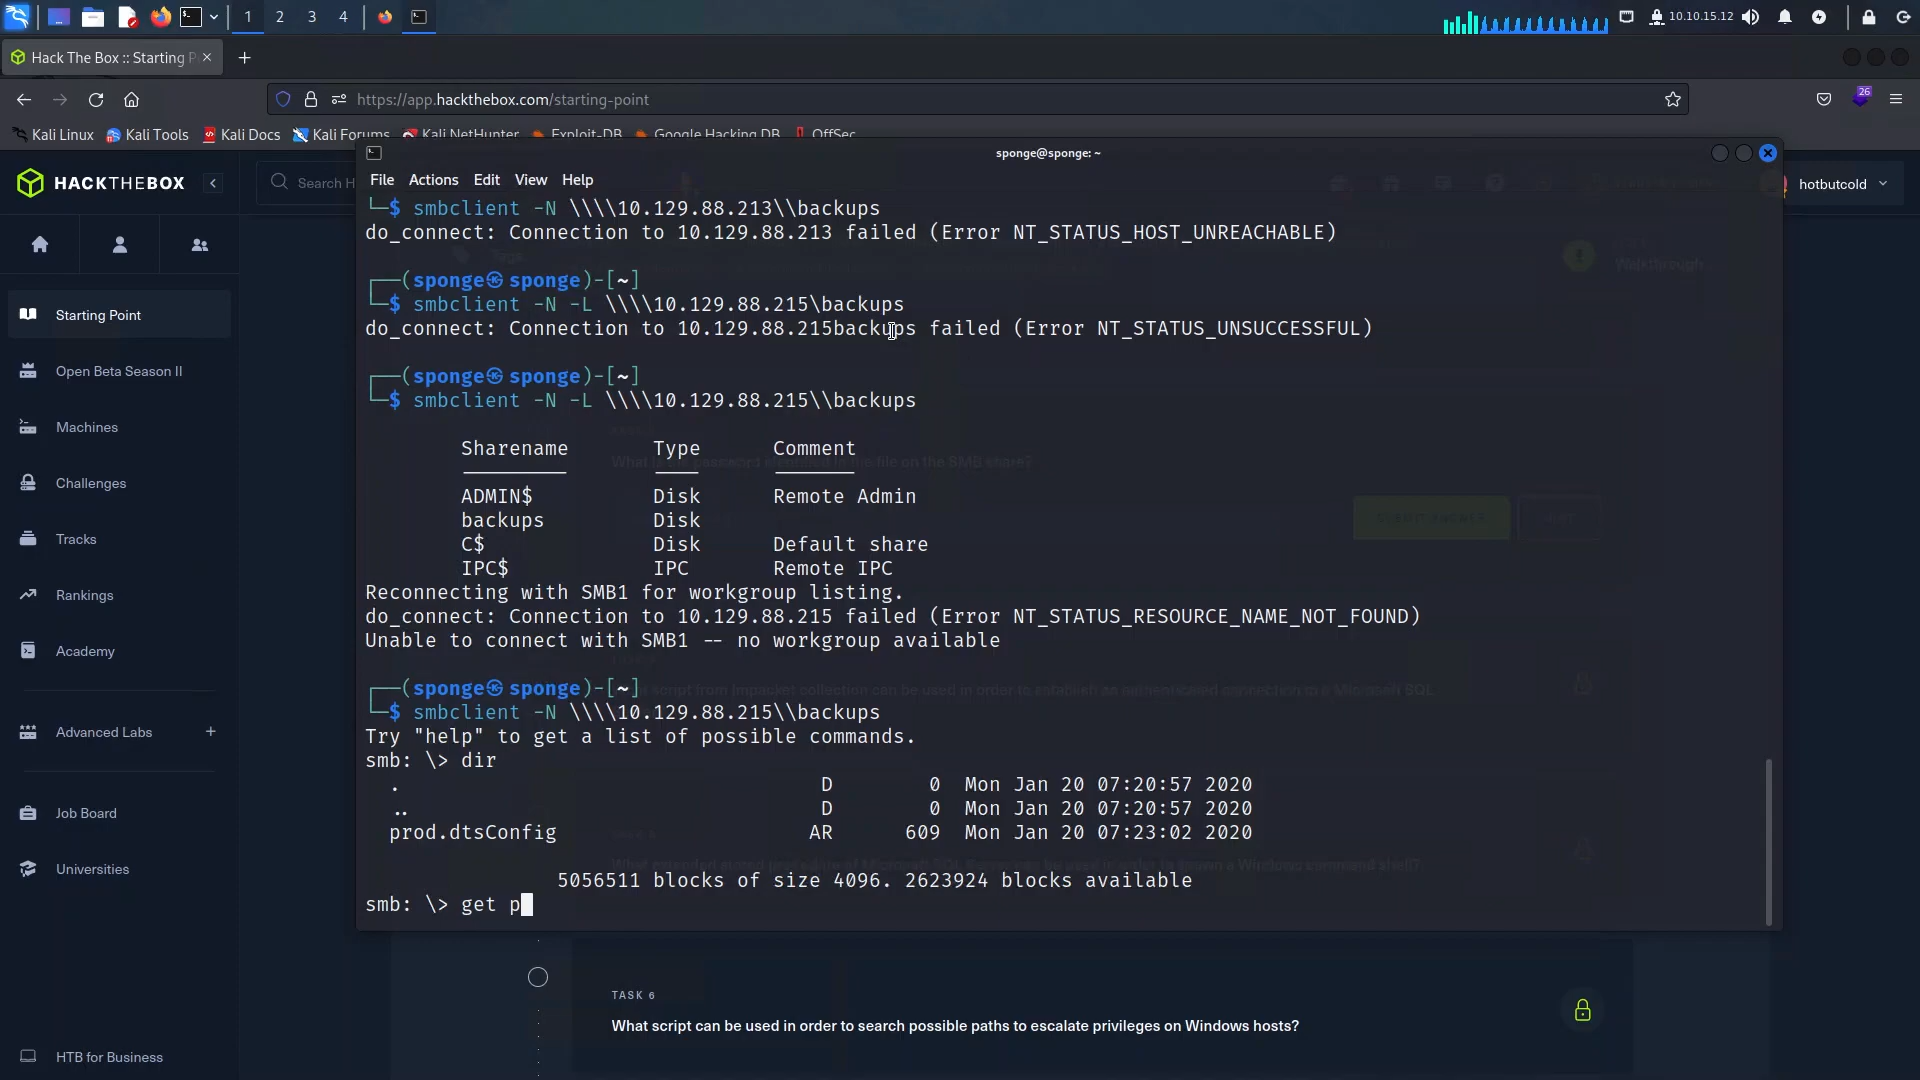 1 2 3 4
10.10.15.12
Hack The Box :: Starting P
https://app.hackthebox.com/starting-point
26
Kali Linux Kali Tools Kali Docs Kali Forums Kali NetHunter Exploit-DB Google Hacking DB OffSec
sponge@sponge: ~
File Actions Edit View Help
HACKTHEBOX
Search H
hotbutcold
Starting Point
Open Beta Season II
Machines
Challenges
Tracks
Rankings
Academy
Advanced Labs +
Job Board
Universities
HTB for Business
└─$ smbclient -N \\\\10.129.88.213\\backups
do_connect: Connection to 10.129.88.213 failed (Error NT_STATUS_HOST_UNREACHABLE)
Walkthrough
┌──(sponge㉿sponge)-[~]
└─$ smbclient -N -L \\\\10.129.88.215\backups
do_connect: Connection to 10.129.88.215backups failed (Error NT_STATUS_UNSUCCESSFUL)
┌──(sponge㉿sponge)-[~]
└─$ smbclient -N -L \\\\10.129.88.215\\backups
Sharename Type Comment
ADMIN$ Disk Remote Admin
backups Disk
C$ Disk Default share
IPC$ IPC Remote IPC
Reconnecting with SMB1 for workgroup listing.
do_connect: Connection to 10.129.88.215 failed (Error NT_STATUS_RESOURCE_NAME_NOT_FOUND)
Unable to connect with SMB1 -- no workgroup available
┌──(sponge㉿sponge)-[~]
└─$ smbclient -N \\\\10.129.88.215\\backups
Try "help" to get a list of possible commands.
smb: \> dir
. D 0 Mon Jan 20 07:20:57 2020
.. D 0 Mon Jan 20 07:20:57 2020
prod.dtsConfig AR 609 Mon Jan 20 07:23:02 2020
5056511 blocks of size 4096. 2623924 blocks available
smb: \> get p
TASK 6
What script can be used in order to search possible paths to escalate privileges on Windows hosts?